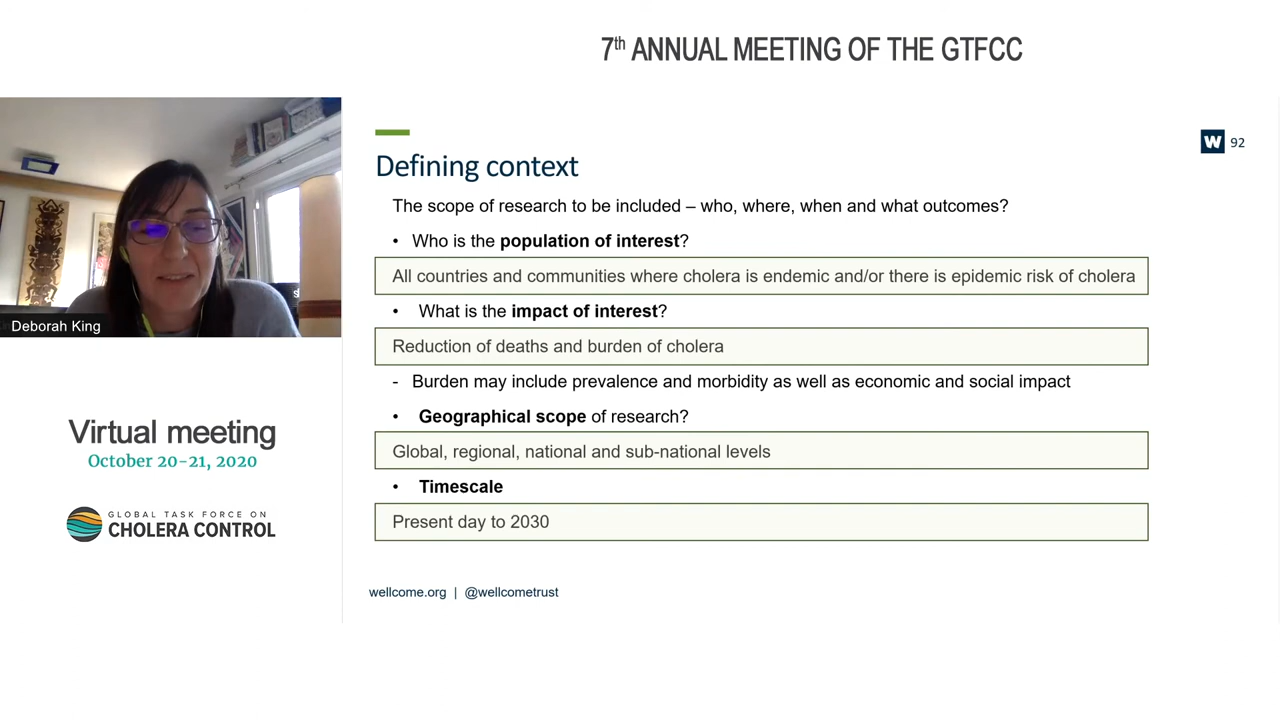 7th ANNUAL MEETING OF THE GTFCC
W 92
Defining context
The scope of research to be included – who, where, when and what outcomes?
• Who is the population of interest?
All countries and communities where cholera is endemic and/or there is epidemic risk of cholera
• What is the impact of interest?
Reduction of deaths and burden of cholera
- Burden may include prevalence and morbidity as well as economic and social impact
• Geographical scope of research?
Global, regional, national and sub-national levels
• Timescale
Present day to 2030
wellcome.org | @wellcometrust
Deborah King
Virtual meeting
October 20-21, 2020
GLOBAL TASK FORCE ON
CHOLERA CONTROL